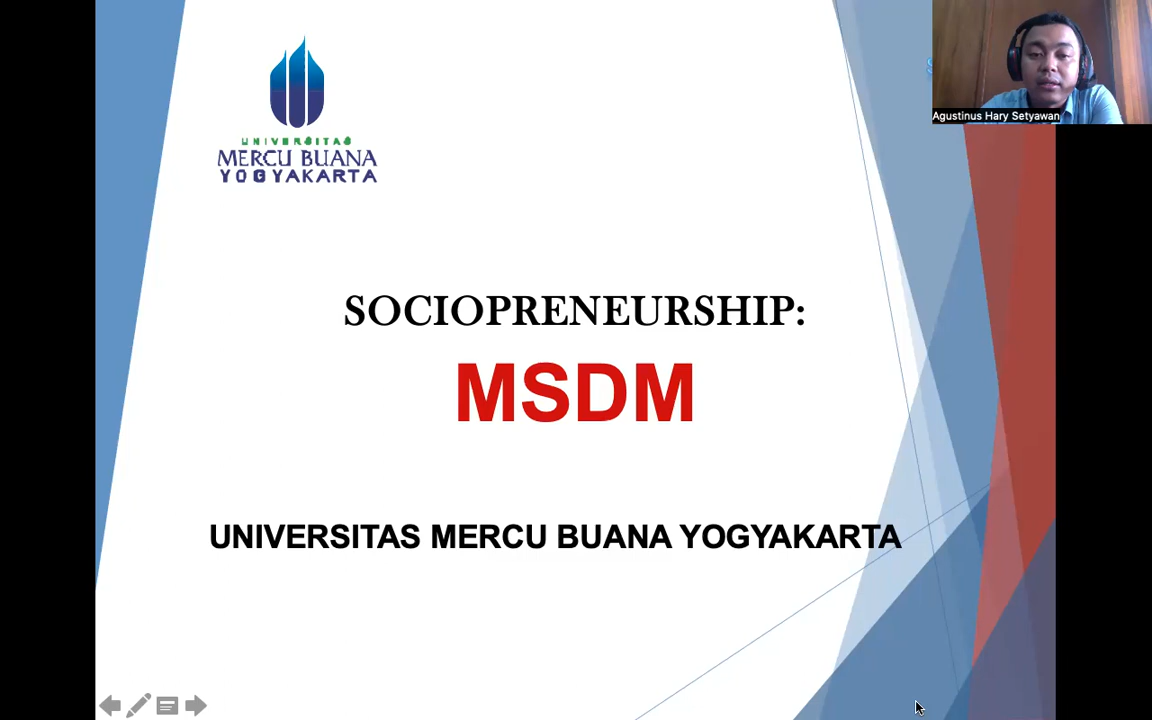 UNIVERSITAS
MERCU BUANA
YOGYAKARTA
Agustinus Hary Setyawan
SOCIOPRENEURSHIP:
MSDM
UNIVERSITAS MERCU BUANA YOGYAKARTA